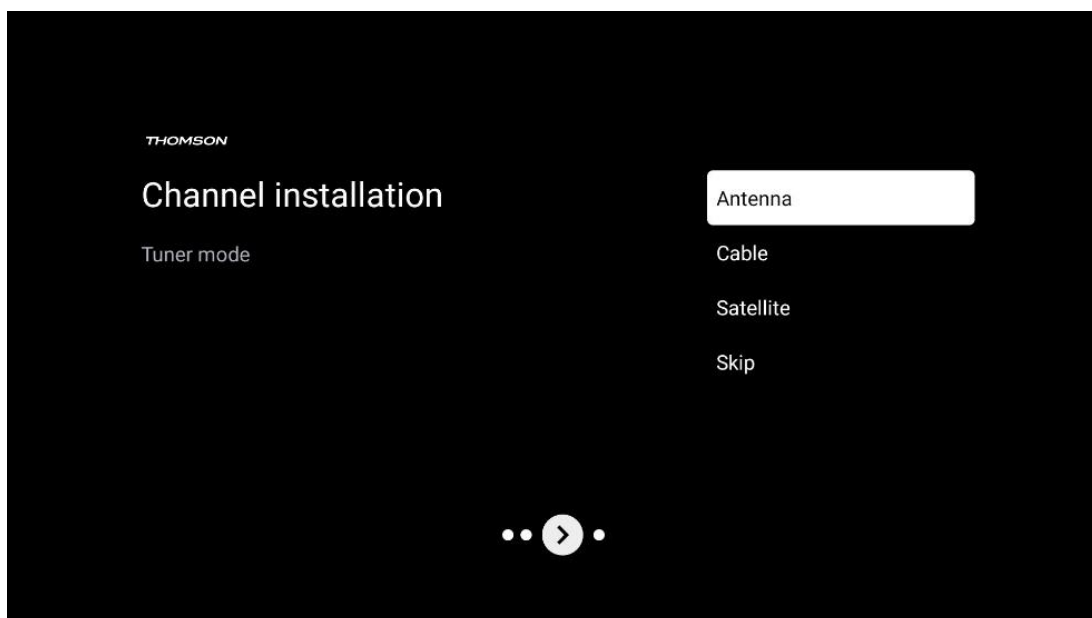 THOMSON
Channel installation
Tuner mode
Antenna
Cable
Satellite
Skip